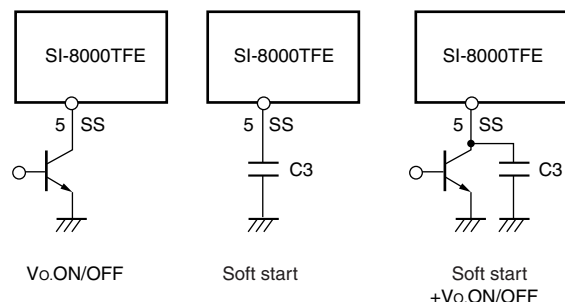 SI-8000TFE
5 SS
Vo.ON/OFF
SI-8000TFE
5 SS
C3
Soft start
SI-8000TFE
5 SS
C3
Soft start
+Vo.ON/OFF